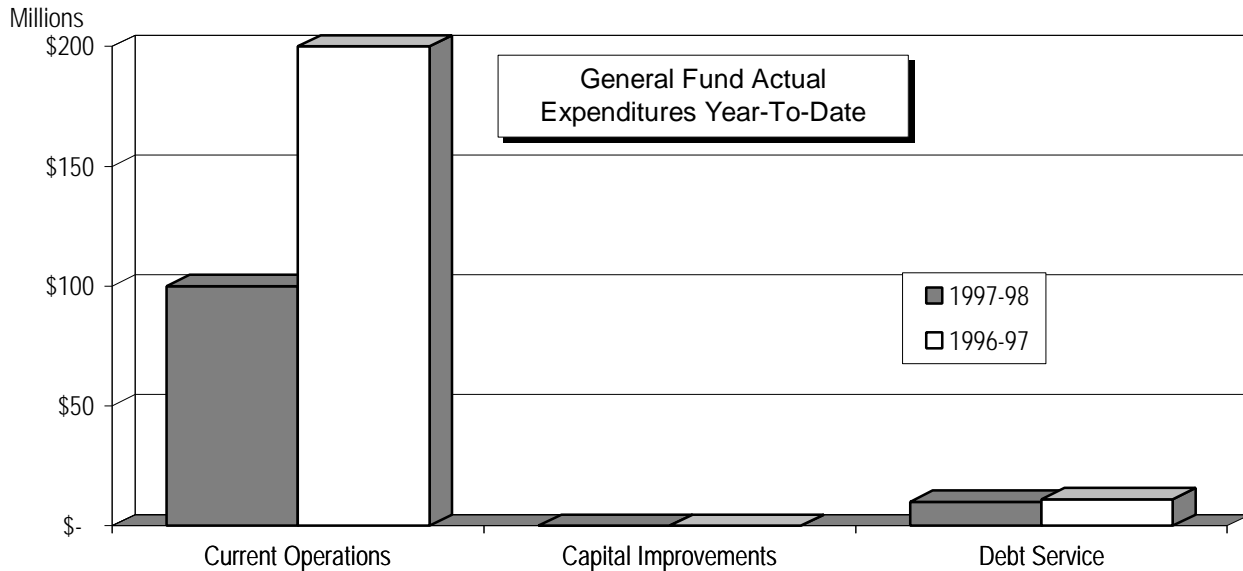 Millions
$200
General Fund Actual
Expenditures Year-To-Date
$150
$100
1997-98
1996-97
$50
$-
Current Operations
Capital Improvements
Debt Service